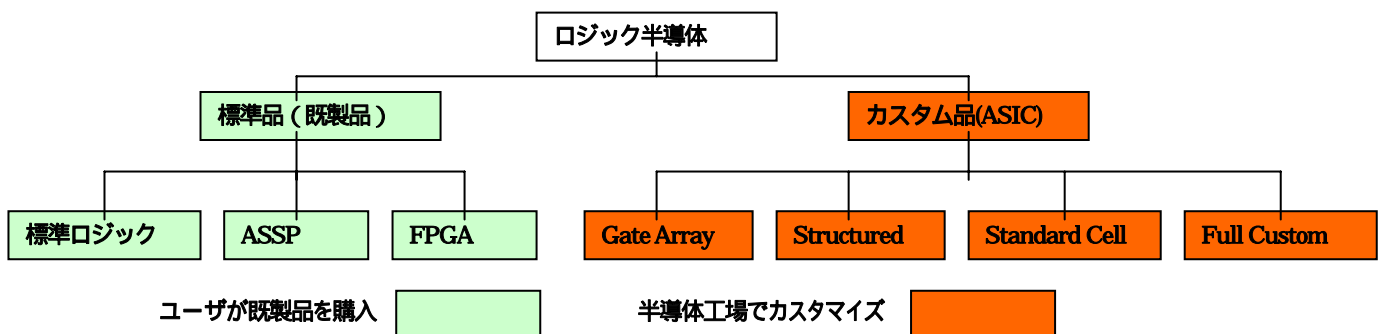 ロジック半導体
標準品（既製品）
カスタム品(ASIC)
標準ロジック
ASSP
FPGA
Gate Array
Structured
Standard Cell
Full Custom
ユーザが既製品を購入
半導体工場でカスタマイズ